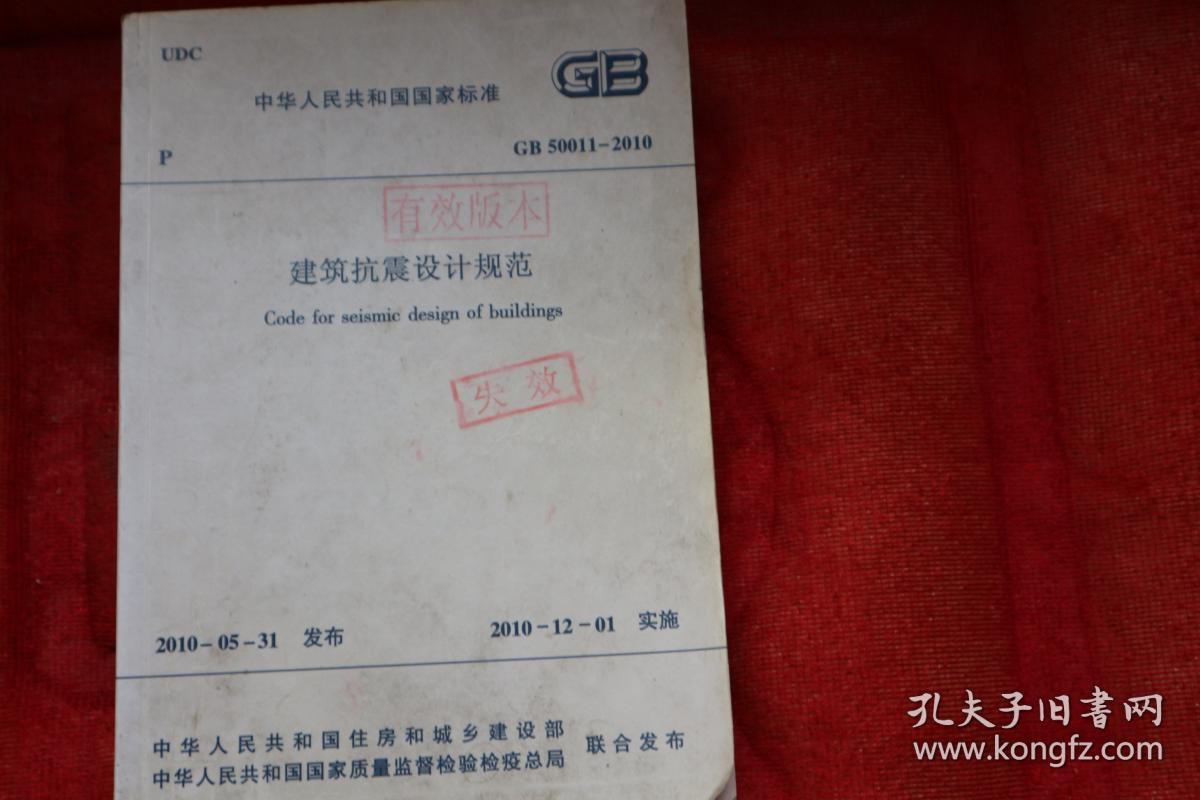 UDC
GB
中华人民共和国国家标准
P
GB 50011-2010
有效版本
建筑抗震设计规范
Code for seismic design of buildings
失效
2010-05-31 发布
2010-12-01 实施
中华人民共和国住房和城乡建设部
中华人民共和国国家质量监督检验检疫总局
联合发布
孔夫子旧书网
www.kongfz.com